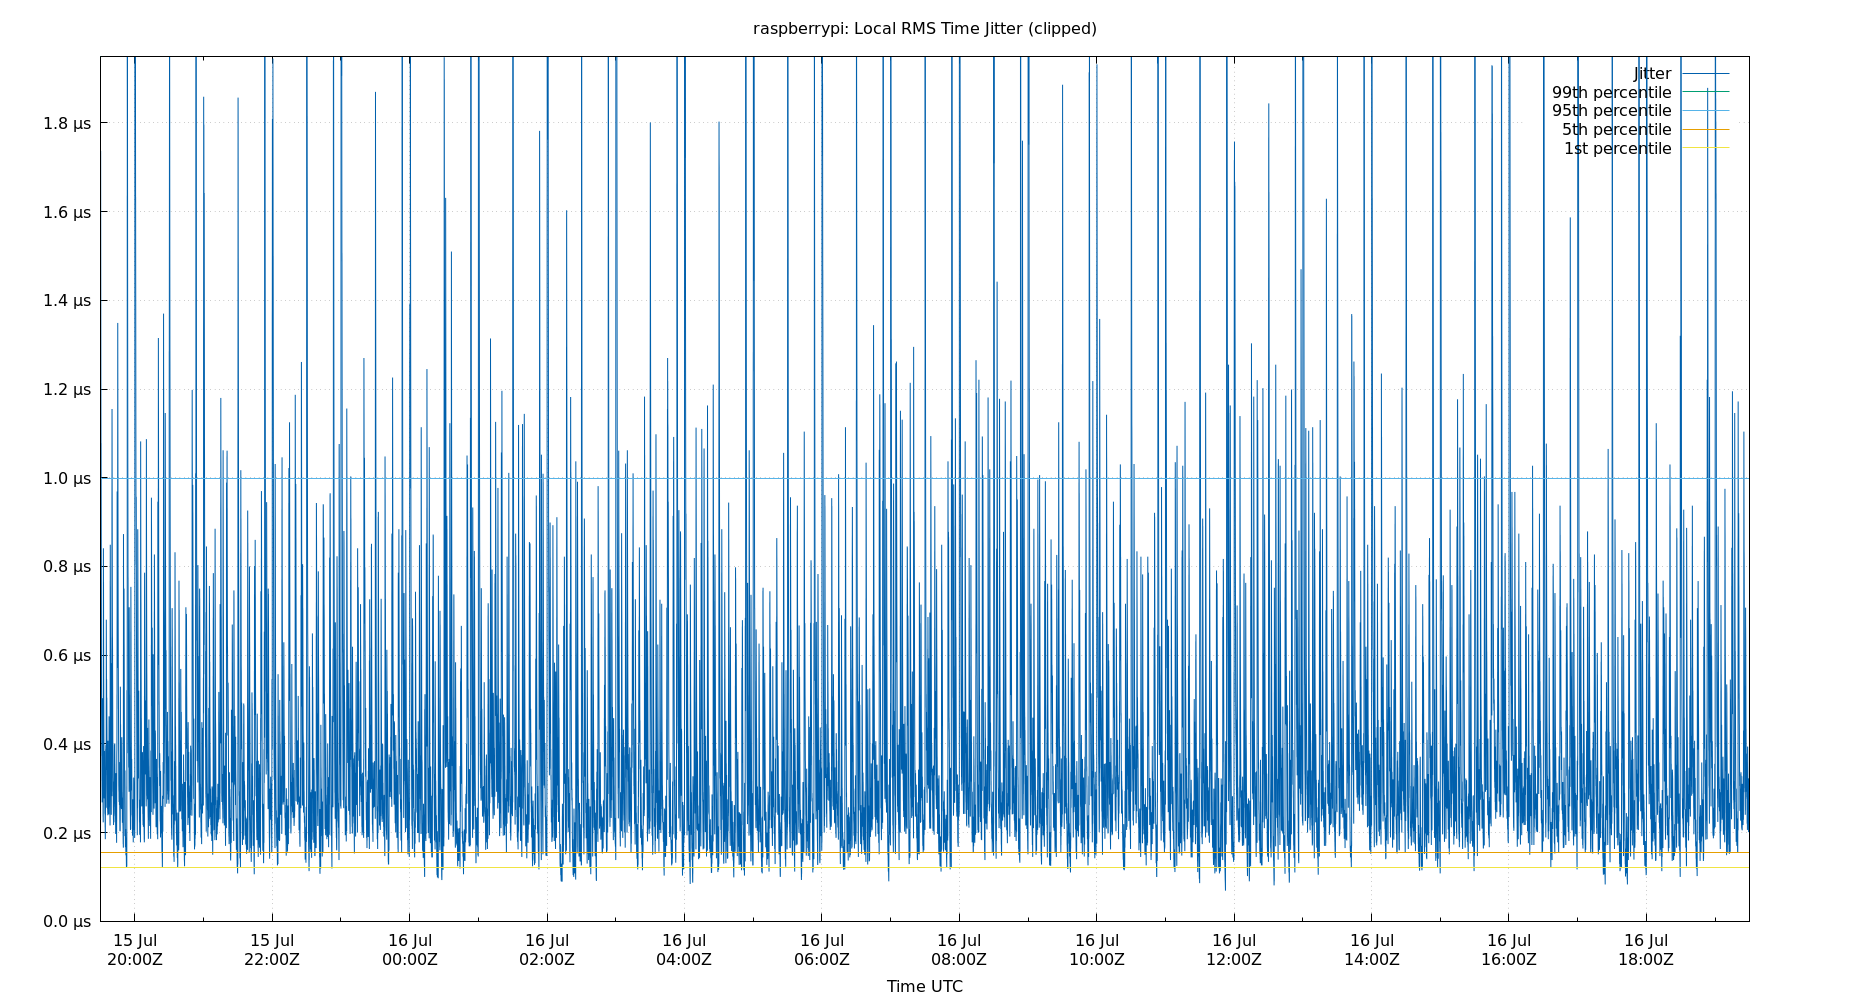 raspberrypi: Local RMS Time Jitter (clipped)
Jitter
99th percentile
95th percentile
5th percentile
1st percentile
1.8 µs
1.6 µs
1.4 µs
1.2 µs
1.0 µs
0.8 µs
0.6 µs
0.4 µs
0.2 µs
0.0 µs
15 Jul 15 Jul 16 Jul 16 Jul 16 Jul 16 Jul 16 Jul 16 Jul 16 Jul 16 Jul 16 Jul 16 Jul
20:00Z 22:00Z 00:00Z 02:00Z 04:00Z 06:00Z 08:00Z 10:00Z 12:00Z 14:00Z 16:00Z 18:00Z
Time UTC